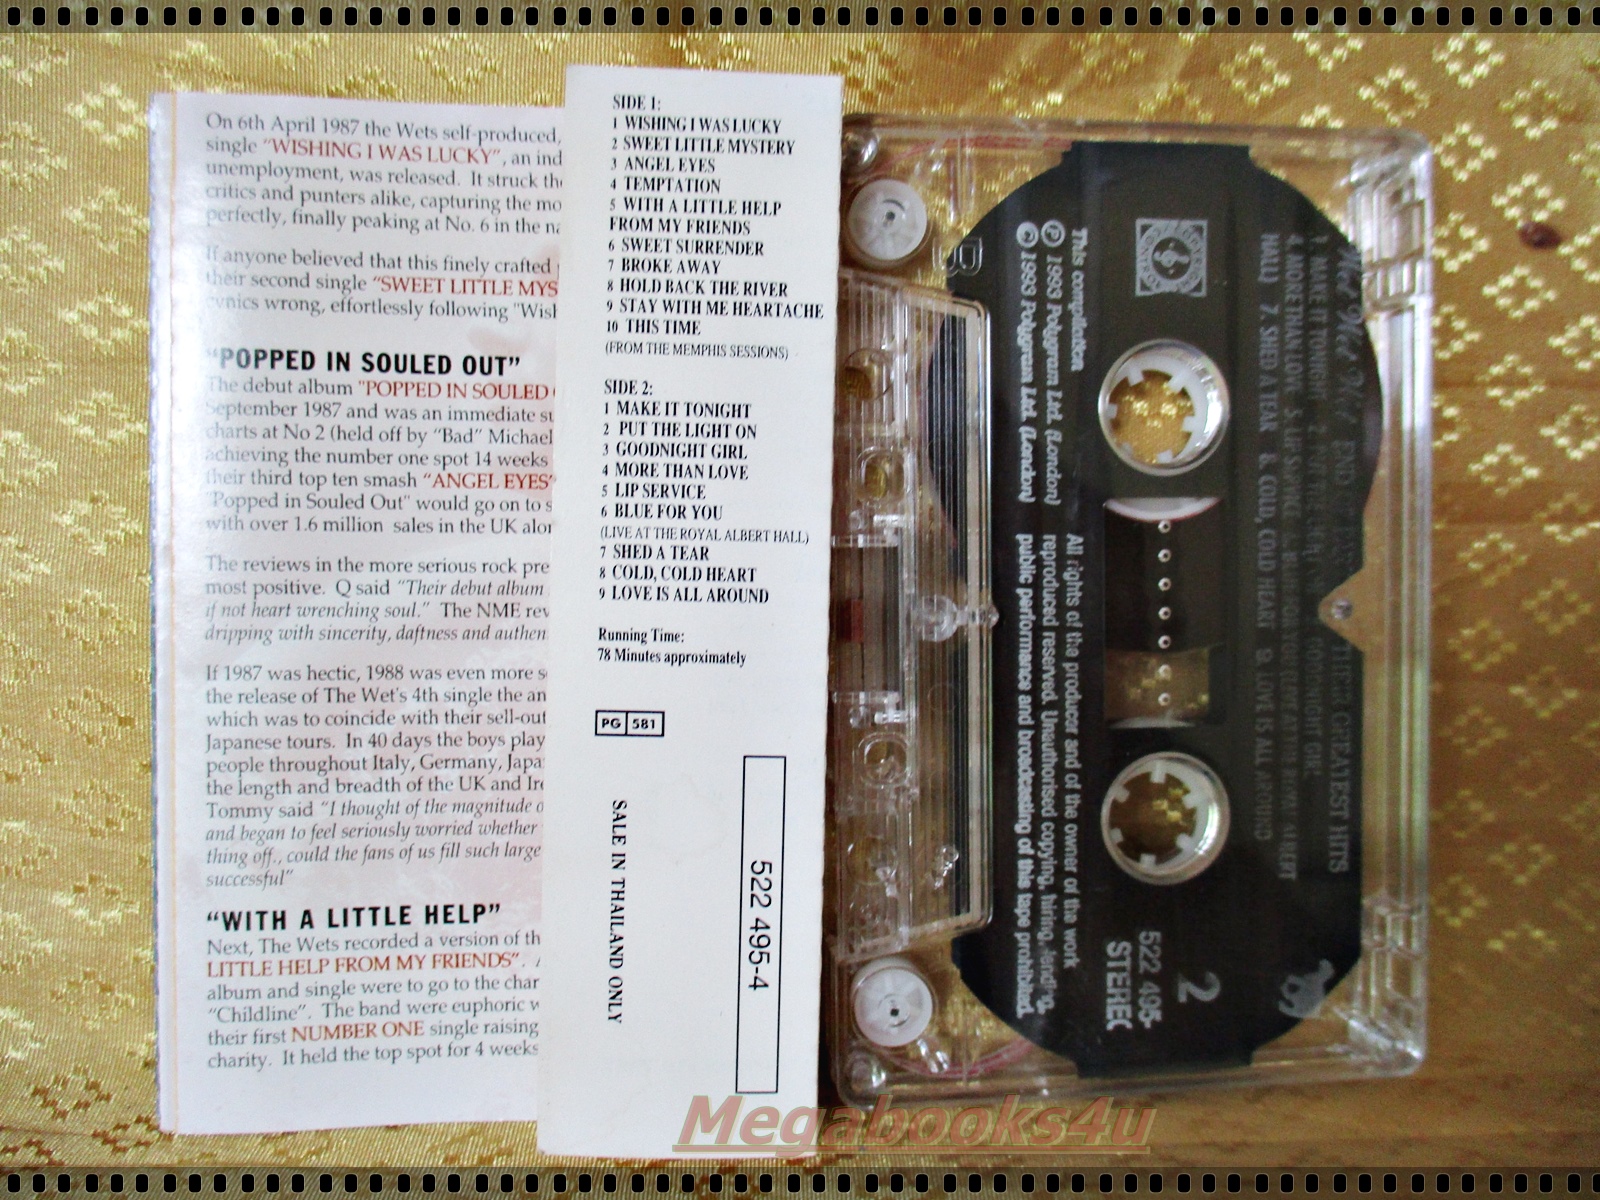 On 6th April 1987 the Wets self-produced,
single "WISHING I WAS LUCKY", an ind
unemployment, was released. It struck the
critics and punters alike, capturing the mo
perfectly, finally peaking at No. 6 in the na
If anyone believed that this finely crafted
their second single "SWEET LITTLE MYS
cynics wrong, effortlessly following "Wish
"POPPED IN SOULED OUT"
The debut album "POPPED IN SOULED
September 1987 and was an immediate su
charts at No 2 (held off by "Bad" Michael
achieving the number one spot 14 weeks
their third top ten smash "ANGEL EYES"
"Popped in Souled Out" would go on to s
with over 1.6 million sales in the UK alon
The reviews in the more serious rock pre
most positive. Q said "Their debut album
if not heart wrenching soul." The NME rev
dripping with sincerity, daftness and authen
If 1987 was hectic, 1988 was even more s
the release of The Wet's 4th single the an
which was to coincide with their sell-out
Japanese tours. In 40 days the boys play
people throughout Italy, Germany, Japa
the length and breadth of the UK and Ire
Tommy said "I thought of the magnitude o
and began to feel seriously worried whether
thing off., could the fans of us fill such large
successful"
"WITH A LITTLE HELP"
Next, The Wets recorded a version of th
LITTLE HELP FROM MY FRIENDS".
album and single were to go to the char
"Childline". The band were euphoric w
their first NUMBER ONE single raising
charity. It held the top spot for 4 weeks
SIDE 1:
1 WISHING I WAS LUCKY
2 SWEET LITTLE MYSTERY
3 ANGEL EYES
4 TEMPTATION
5 WITH A LITTLE HELP
FROM MY FRIENDS
6 SWEET SURRENDER
7 BROKE AWAY
8 HOLD BACK THE RIVER
9 STAY WITH ME HEARTACHE
10 THIS TIME
(FROM THE MEMPHIS SESSIONS)
SIDE 2:
1 MAKE IT TONIGHT
2 PUT THE LIGHT ON
3 GOODNIGHT GIRL
4 MORE THAN LOVE
5 LIP SERVICE
6 BLUE FOR YOU
(LIVE AT THE ROYAL ALBERT HALL)
7 SHED A TEAR
8 COLD, COLD HEART
9 LOVE IS ALL AROUND
Running Time:
78 Minutes approximately
PG 581
522 495-4
SALE IN THAILAND ONLY
Wet Wet Wet END
GREATEST HITS
1. MAKE IT TONIGHT 2. GOODNIGHT GIRL
4. MORE THAN LOVE 5. LIP SERVICE
HALL) 7. SHED A TEAR 8. COLD, COLD HEART 9. LOVE IS ALL AROUND
2
522 495-
STEREO
This compilation
℗ 1993 Polygram Ltd. (London)
© 1993 Polygram Ltd. (London)
All rights of the producer and of the owner of the work
reproduced reserved. Unauthorised copying, hiring, lending,
public performance and broadcasting of this tape prohibited.
Megabooks4u